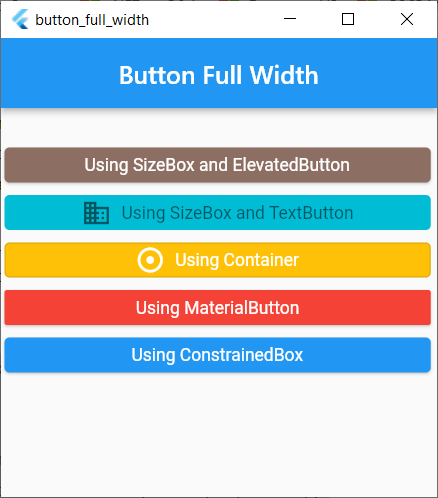 button_full_width
Button Full Width
Using SizeBox and ElevatedButton
Using SizeBox and TextButton
Using Container
Using MaterialButton
Using ConstrainedBox